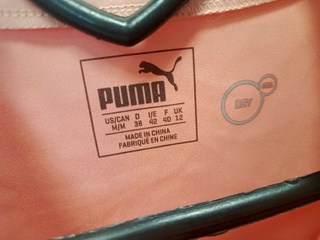 PUMA
US/CAN D I/E F UK
M/M 38 42 40 12
MADE IN CHINA
FABRIQUÉ EN CHINE
DRY